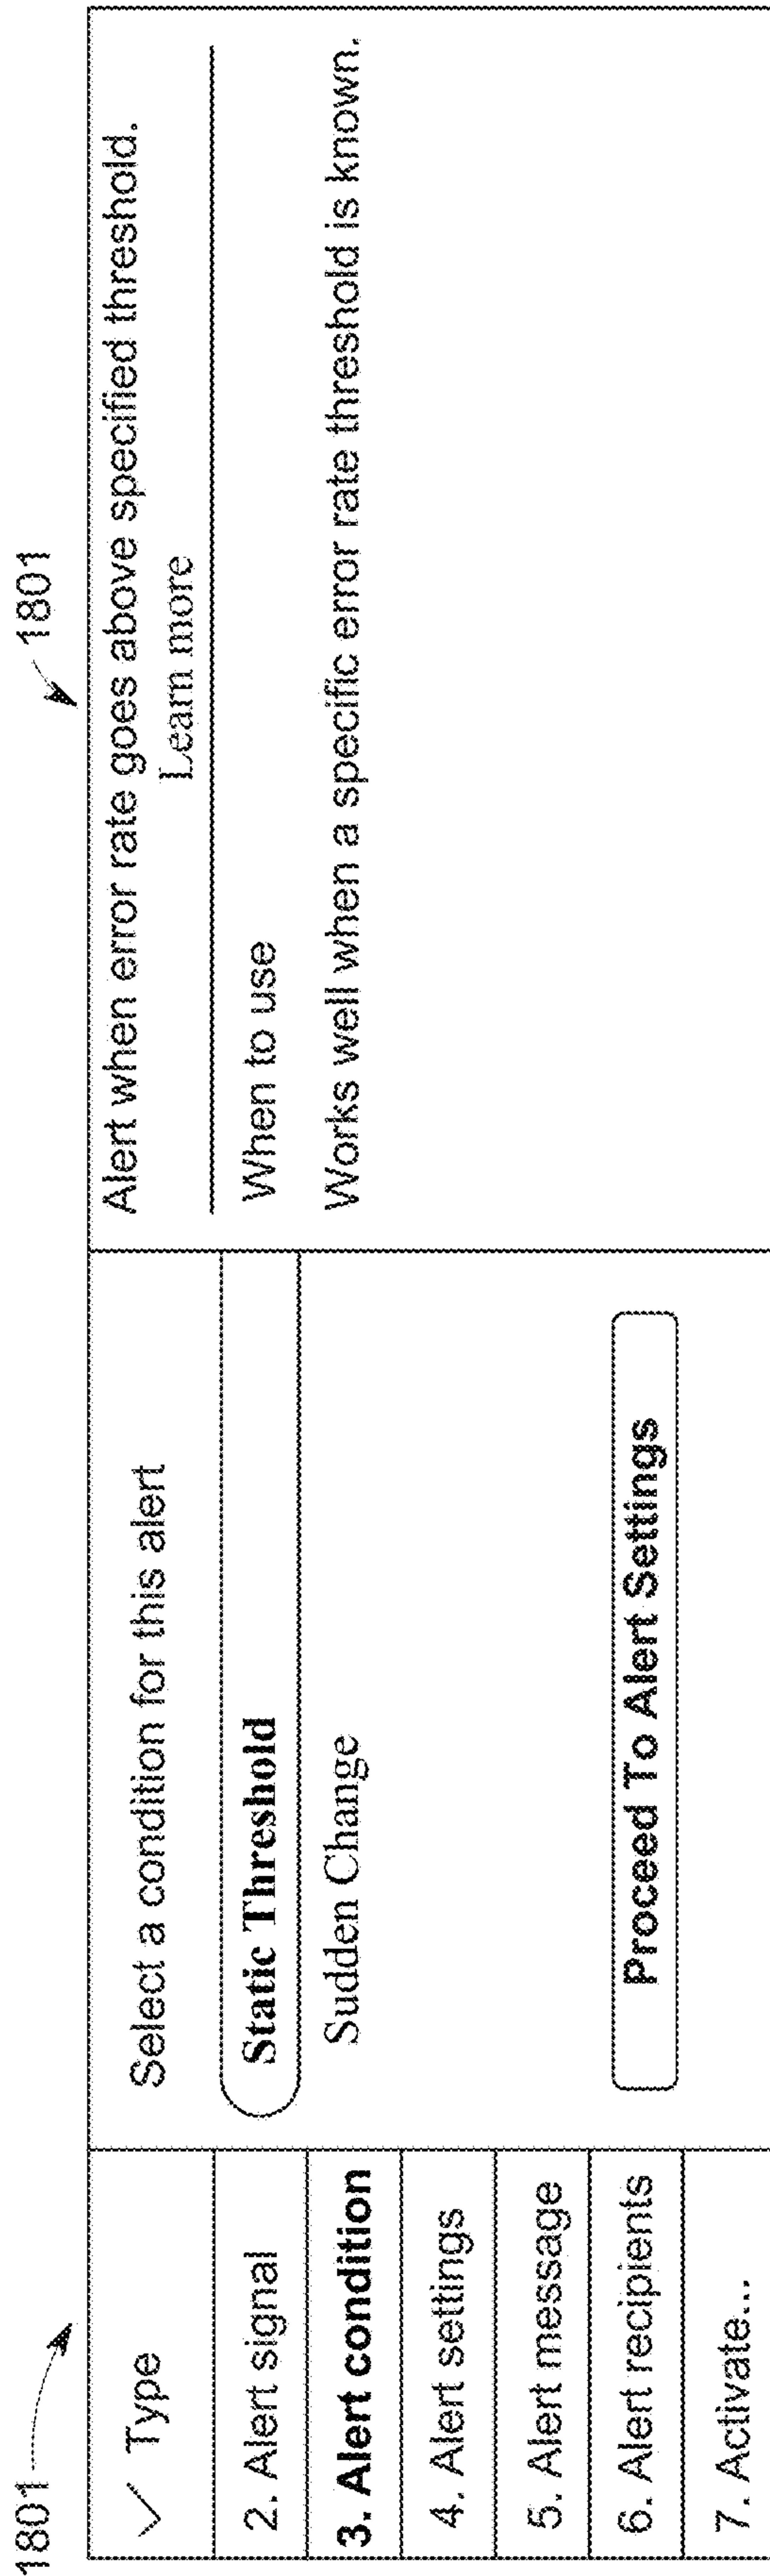 1801
1801
✓ Type
2. Alert signal
3. Alert condition
4. Alert settings
5. Alert message
6. Alert recipients
7. Activate...
Select a condition for this alert
Static Threshold
Sudden Change
Proceed To Alert Settings
Alert when error rate goes above specified threshold.
Learn more
When to use
Works well when a specific error rate threshold is known.